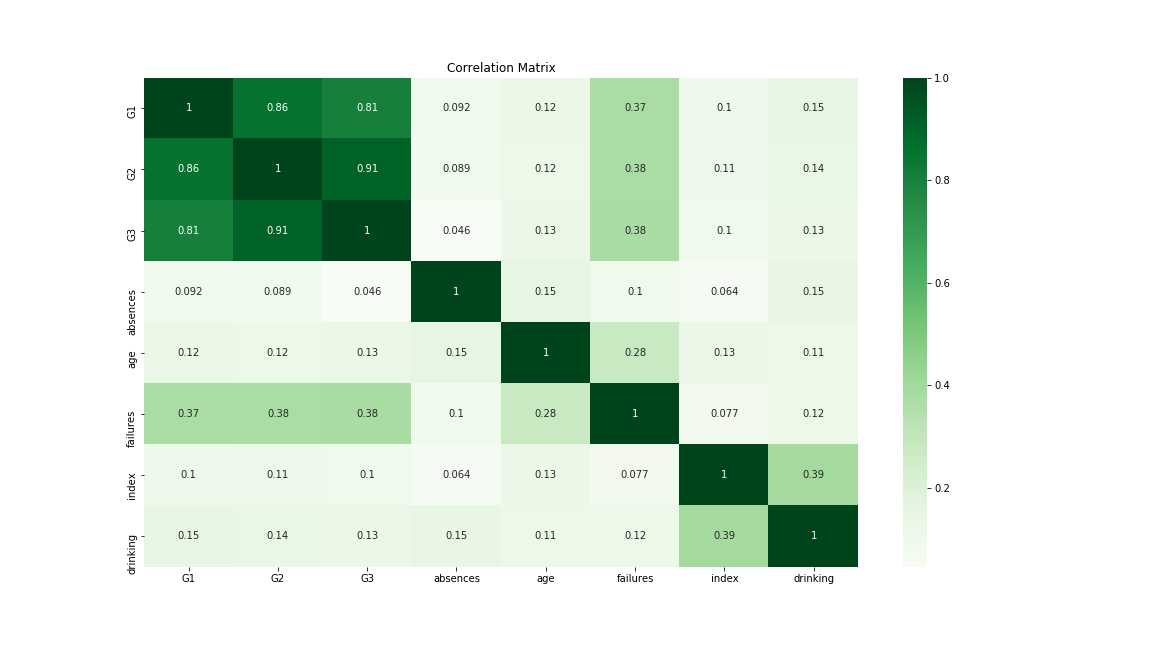 Correlation Matrix
G1 1 0.86 0.81 0.092 0.12 0.37 0.1 0.15
G2 0.86 1 0.91 0.089 0.12 0.38 0.11 0.14
G3 0.81 0.91 1 0.046 0.13 0.38 0.1 0.13
absences 0.092 0.089 0.046 1 0.15 0.1 0.064 0.15
age 0.12 0.12 0.13 0.15 1 0.28 0.13 0.11
failures 0.37 0.38 0.38 0.1 0.28 1 0.077 0.12
index 0.1 0.11 0.1 0.064 0.13 0.077 1 0.39
drinking 0.15 0.14 0.13 0.15 0.11 0.12 0.39 1
G1 G2 G3 absences age failures index drinking
1.0
0.8
0.6
0.4
0.2